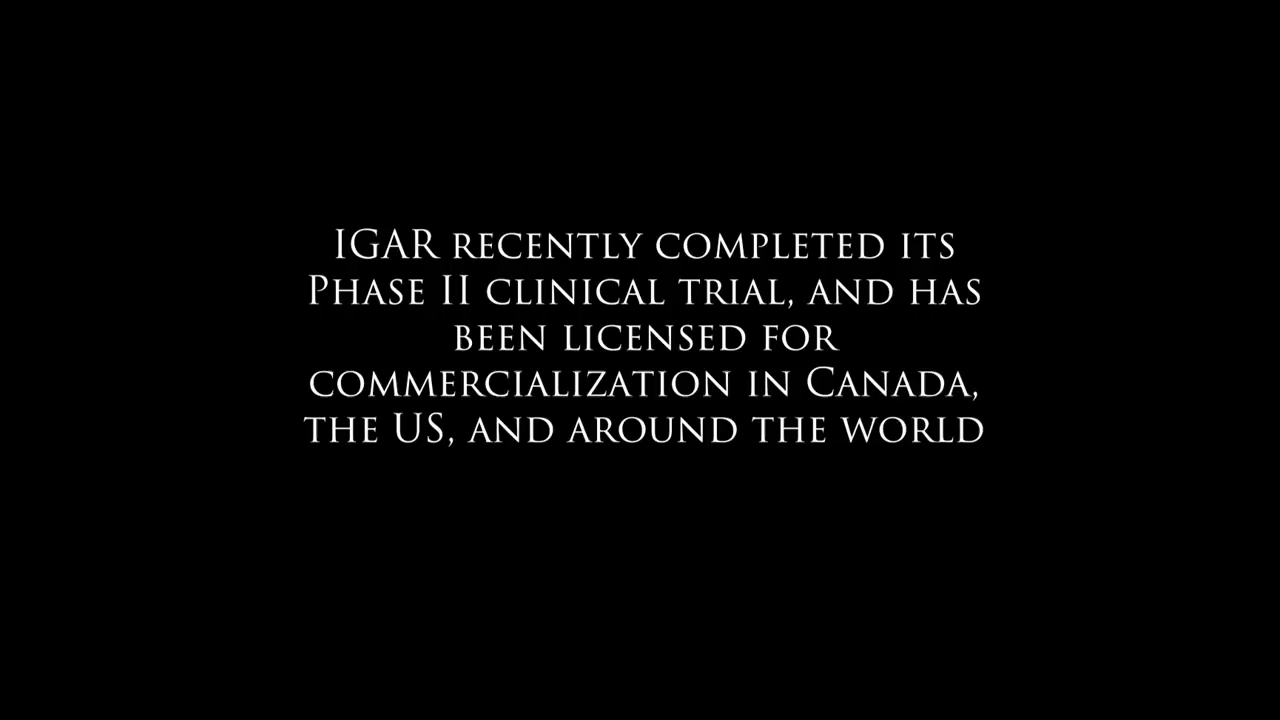 IGAR recently completed its
Phase II clinical trial, and has
been licensed for
commercialization in Canada,
the US, and around the world